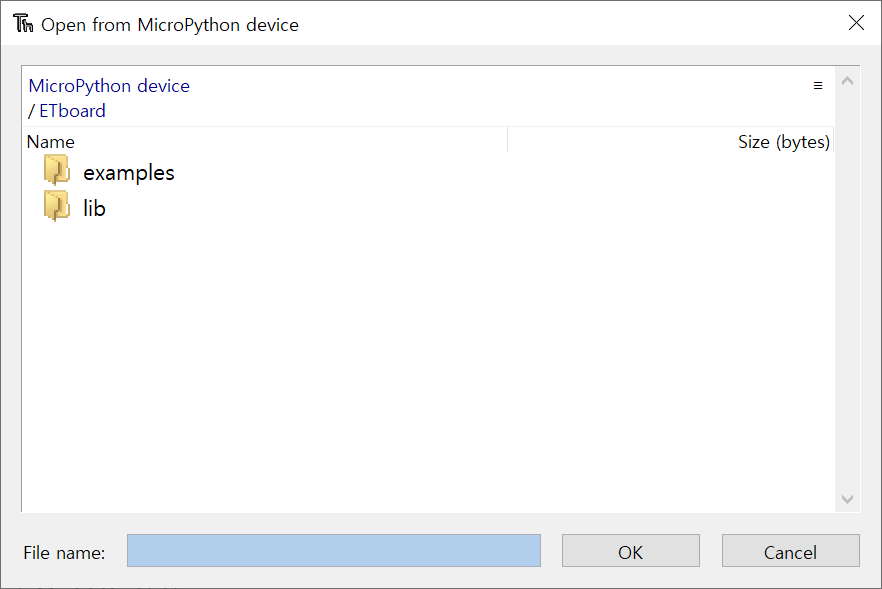 Open from MicroPython device
MicroPython device
/ ETboard
Name Size (bytes)
examples
lib
File name: OK Cancel